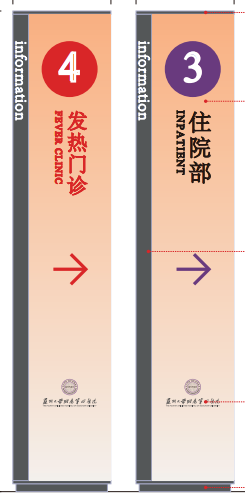 information
4
发热门诊
FEVER CLINIC
information
3
住院部
INPATIENT